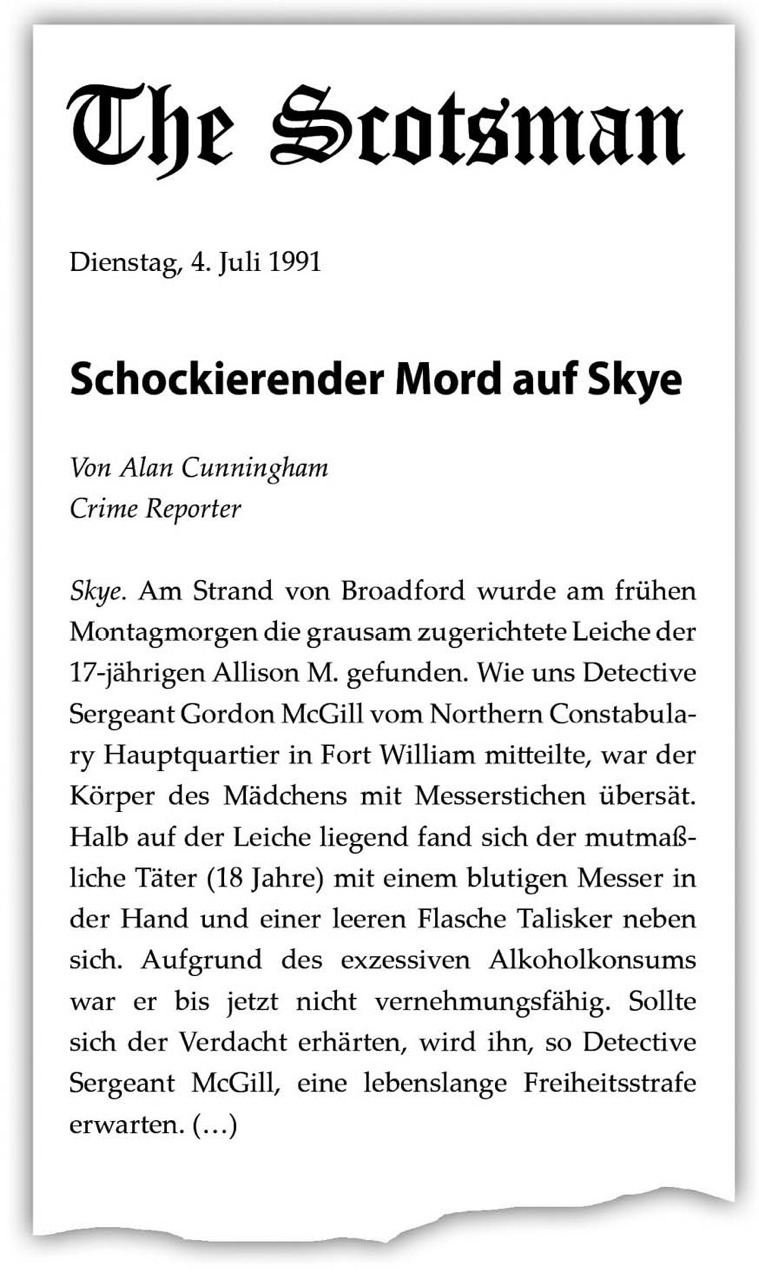 The Scotsman
Dienstag, 4. Juli 1991
Schockierender Mord auf Skye
Von Alan Cunningham
Crime Reporter
Skye. Am Strand von Broadford wurde am frühen
Montagmorgen die grausam zugerichtete Leiche der
17-jährigen Allison M. gefunden. Wie uns Detective
Sergeant Gordon McGill vom Northern Constabula-
ry Hauptquartier in Fort William mitteilte, war der
Körper des Mädchens mit Messerstichen übersät.
Halb auf der Leiche liegend fand sich der mutmaß-
liche Täter (18 Jahre) mit einem blutigen Messer in
der Hand und einer leeren Flasche Talisker neben
sich. Aufgrund des exzessiven Alkoholkonsums
war er bis jetzt nicht vernehmungsfähig. Sollte
sich der Verdacht erhärten, wird ihn, so Detective
Sergeant McGill, eine lebenslange Freiheitsstrafe
erwarten. (…)